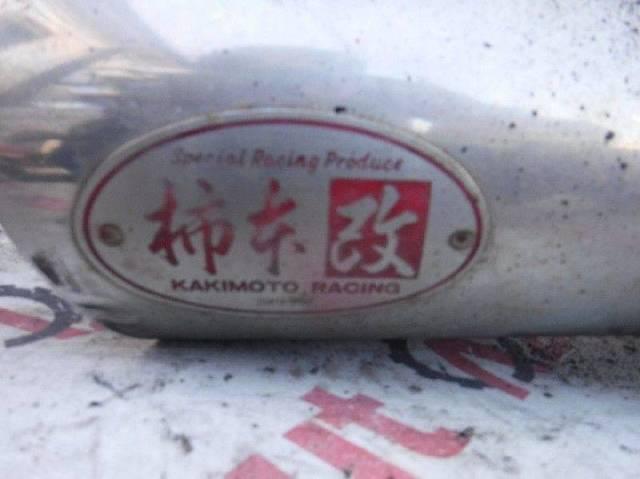 Special Racing Produce
柿本改
KAKIMOTO RACING